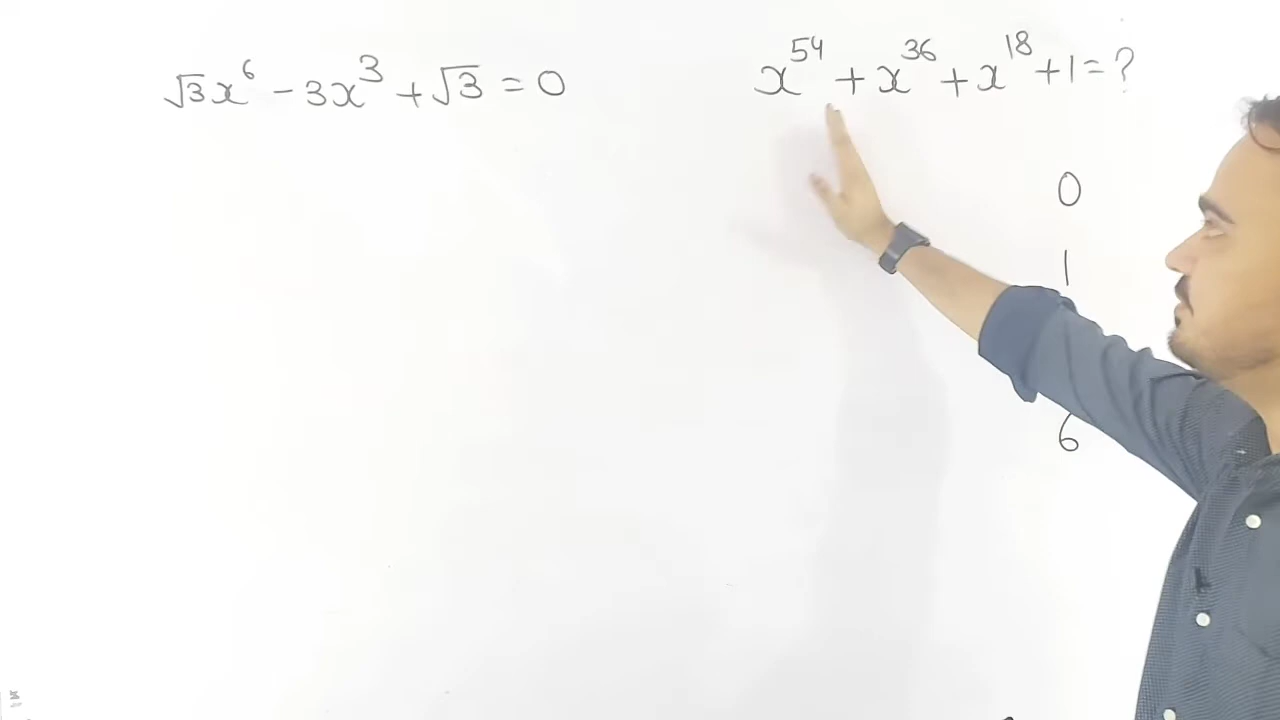 √3x⁶ - 3x³ + √3 = 0
x⁵⁴ + x³⁶ + x¹⁸ + 1 = ?
0
1
6